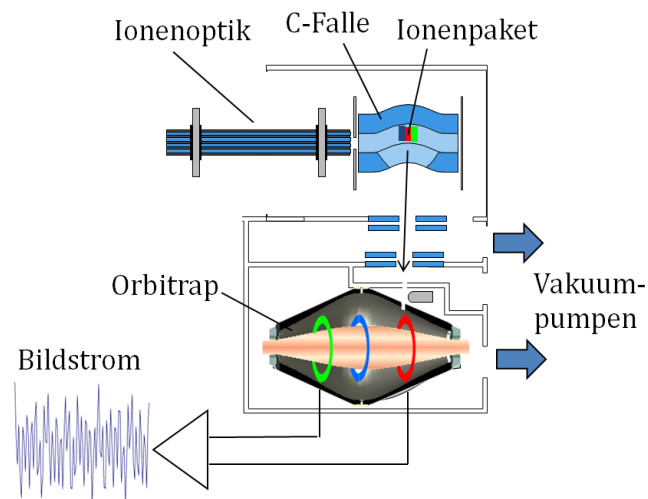 Ionenoptik
C-Falle
Ionenpaket
Orbitrap
Vakuum-
pumpen
Bildstrom